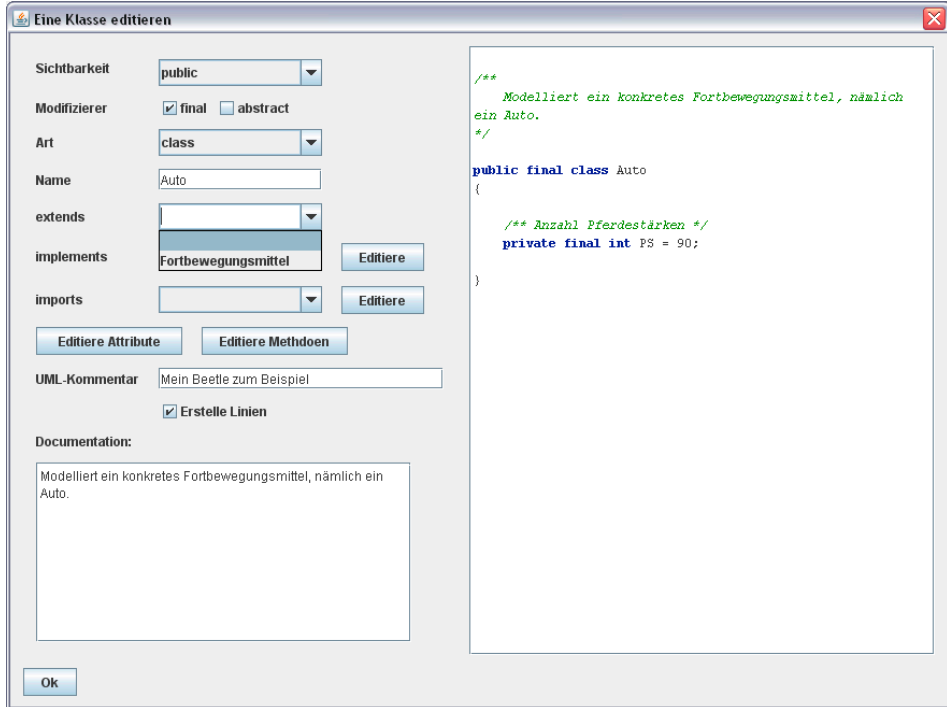 Eine Klasse editieren
Sichtbarkeit public
Modifizierer final abstract
Art class
Name Auto
extends
Fortbewegungsmittel
implements Editiere
imports Editiere
Editiere Attribute Editiere Methdoen
UML-Kommentar Mein Beetle zum Beispiel
Erstelle Linien
Documentation:
Modelliert ein konkretes Fortbewegungsmittel, nämlich ein
Auto.
Ok
/**
Modelliert ein konkretes Fortbewegungsmittel, nämlich
ein Auto.
*/
public final class Auto
{
/** Anzahl Pferdestärken */
private final int PS = 90;
}